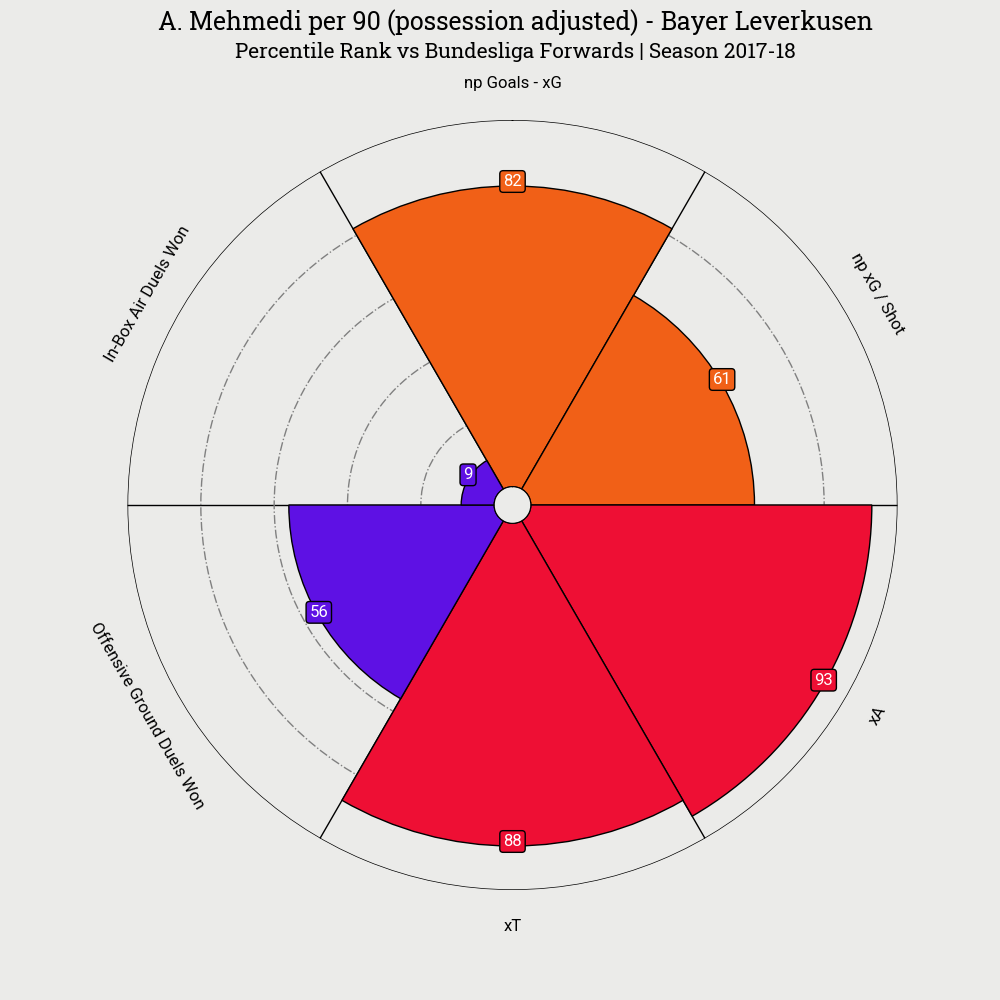 A. Mehmedi per 90 (possession adjusted) - Bayer Leverkusen
Percentile Rank vs Bundesliga Forwards | Season 2017-18
np Goals - xG
82
In-Box Air Duels Won
np xG / Shot
61
9
56
Offensive Ground Duels Won
93
xA
88
xT